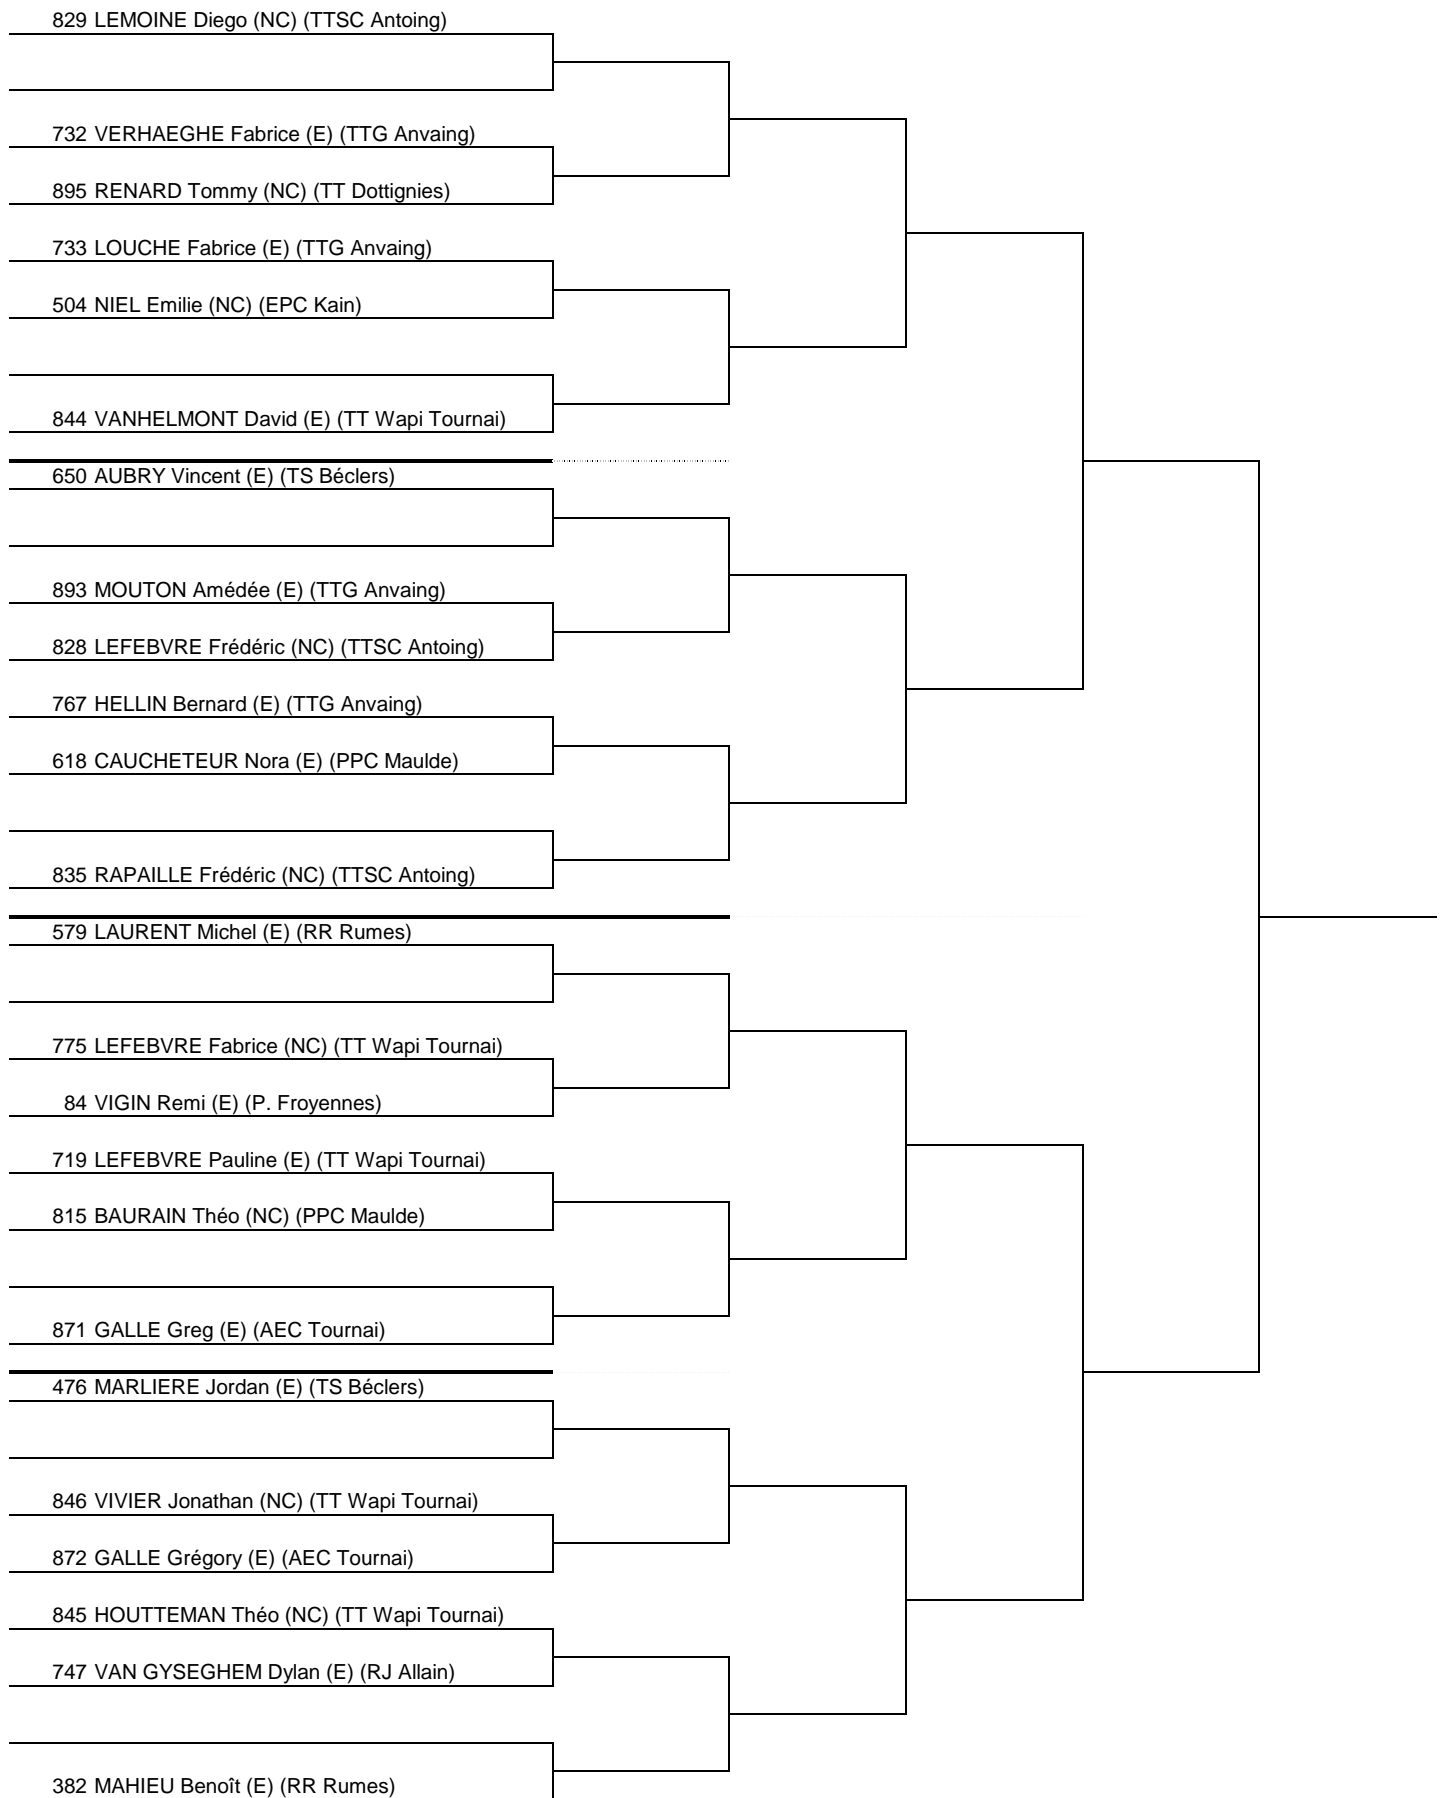 829 LEMOINE Diego (NC) (TTSC Antoing)
732 VERHAEGHE Fabrice (E) (TTG Anvaing)
895 RENARD Tommy (NC) (TT Dottignies)
733 LOUCHE Fabrice (E) (TTG Anvaing)
504 NIEL Emilie (NC) (EPC Kain)
844 VANHELMONT David (E) (TT Wapi Tournai)
650 AUBRY Vincent (E) (TS Béclers)
893 MOUTON Amédée (E) (TTG Anvaing)
828 LEFEBVRE Frédéric (NC) (TTSC Antoing)
767 HELLIN Bernard (E) (TTG Anvaing)
618 CAUCHETEUR Nora (E) (PPC Maulde)
835 RAPAILLE Frédéric (NC) (TTSC Antoing)
579 LAURENT Michel (E) (RR Rumes)
775 LEFEBVRE Fabrice (NC) (TT Wapi Tournai)
84 VIGIN Remi (E) (P. Froyennes)
719 LEFEBVRE Pauline (E) (TT Wapi Tournai)
815 BAURAIN Théo (NC) (PPC Maulde)
871 GALLE Greg (E) (AEC Tournai)
476 MARLIERE Jordan (E) (TS Béclers)
846 VIVIER Jonathan (NC) (TT Wapi Tournai)
872 GALLE Grégory (E) (AEC Tournai)
845 HOUTTEMAN Théo (NC) (TT Wapi Tournai)
747 VAN GYSEGHEM Dylan (E) (RJ Allain)
382 MAHIEU Benoît (E) (RR Rumes)